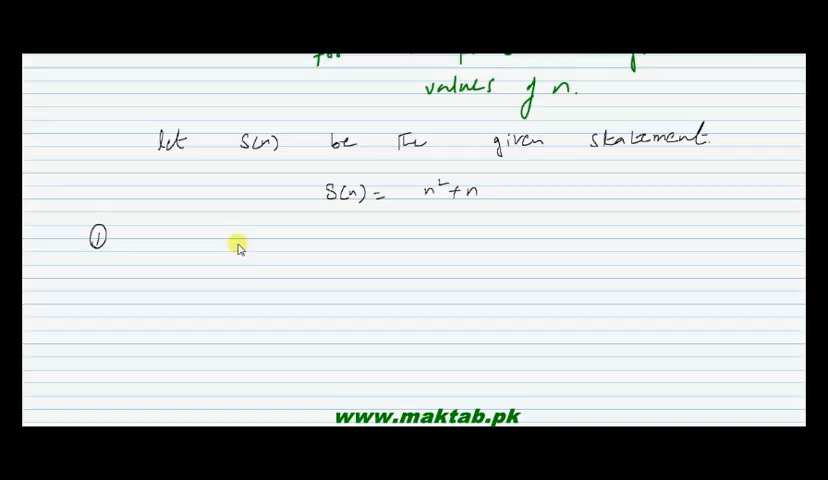 values of n.
let S(n) be the given statement.
S(n) = n² + n
①
www.maktab.pk